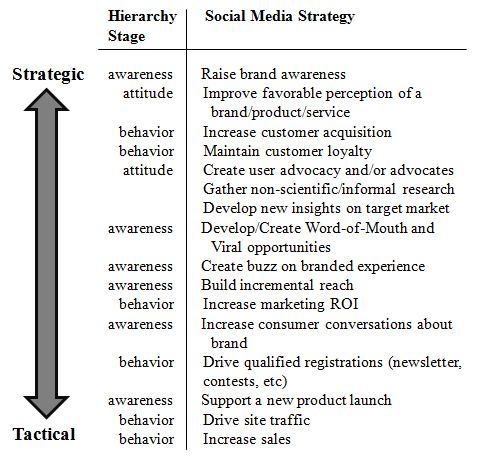 Hierarchy Stage Social Media Strategy
Strategic awareness Raise brand awareness
attitude Improve favorable perception of a
brand/product/service
behavior Increase customer acquisition
behavior Maintain customer loyalty
attitude Create user advocacy and/or advocates
Gather non-scientific/informal research
Develop new insights on target market
awareness Develop/Create Word-of-Mouth and
Viral opportunities
awareness Create buzz on branded experience
awareness Build incremental reach
behavior Increase marketing ROI
awareness Increase consumer conversations about
brand
behavior Drive qualified registrations (newsletter,
contests, etc)
awareness Support a new product launch
behavior Drive site traffic
Tactical behavior Increase sales